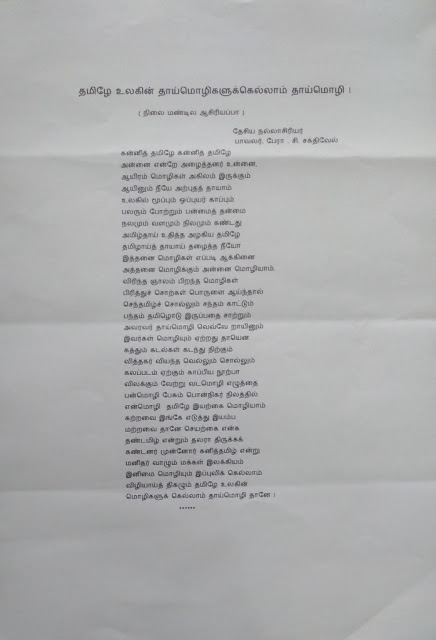 தமிழே உலகின் தாய்மொழிகளுக்கெல்லாம் தாய்மொழி !
( நிலை மண்டில ஆசிரியப்பா )
தேசிய நல்லாசிரியர்
பாவலர். பேரா . சி. சக்திவேல்
கன்னித் தமிழே கன்னித் தமிழே
அன்னை என்றே அழைத்தனர் உன்னை,
ஆயிரம் மொழிகள் அகிலம் இருக்கும்
ஆயினும் நீயே அற்புதத் தாயாம்
உலகில் மூப்பும் ஒப்புயர் காப்பும்
பலரும் போற்றும் பன்மைத் தன்மை
நலமும் வளமும் நிலமும் கண்டது
அமிழ்தாய் உதித்த அழகிய தமிழே
தமிழாய்த் தாயாய் தழைத்த நீயோ
இத்தனை மொழிகள் எப்படி ஆக்கினை
அத்தனை மொழிக்கும் அன்னை மொழியாம்.
விரிந்த ஞாலம் பிறந்த மொழிகள்
பிரித்துச் சொற்கள் பொருளை ஆய்ந்தால்
செந்தமிழ்ச் சொல்லும் சந்தம் காட்டும்
பந்தம் தமிழொடு இருப்பதை சாற்றும்
அவரவர் தாய்மொழி வெவ்வே றாயினும்
இவர்கள் மொழியும் ஏற்றது தாயென
சுத்தும் கடல்கள் கடந்து நிற்கும்
வித்தகர் வியந்த வெல்லும் சொல்லும்
கலப்படம் ஏற்கும் காப்பிய நூற்பா
விலக்கும் வேற்று வடமொழி எழுத்தை
பன்மொழி பேசும் பொன்நிகர் நிலத்தில்
என்மொழி தமிழே இயற்கை மொழியாம்
கற்றவை இங்கே எடுத்து இயம்ப
மற்றவை தானே செயற்கை என்க
தண்டமிழ் என்றும் தலரா திருக்கக்
கண்டனர் முன்னோர் கனித்தமிழ் என்று
மனிதர் வாழும் மக்கள் இலக்கியம்
இனிமை மொழியும் இப்புவிக் கெல்லாம்
விழியாய்த் திகழும் தமிழே உலகின்
மொழிகளுக் கெல்லாம் தாய்மொழி தானே !
******